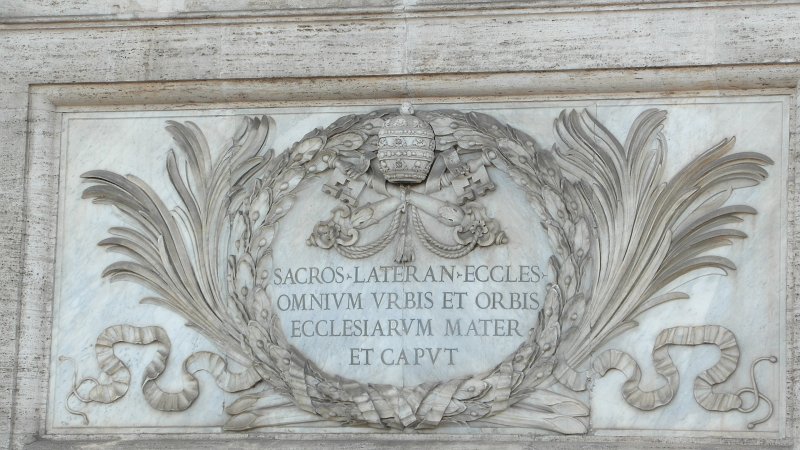 SACROS · LATERAN · ECCLES ·
OMNIVM VRBIS ET ORBIS
ECCLESIARVM MATER
ET CAPVT